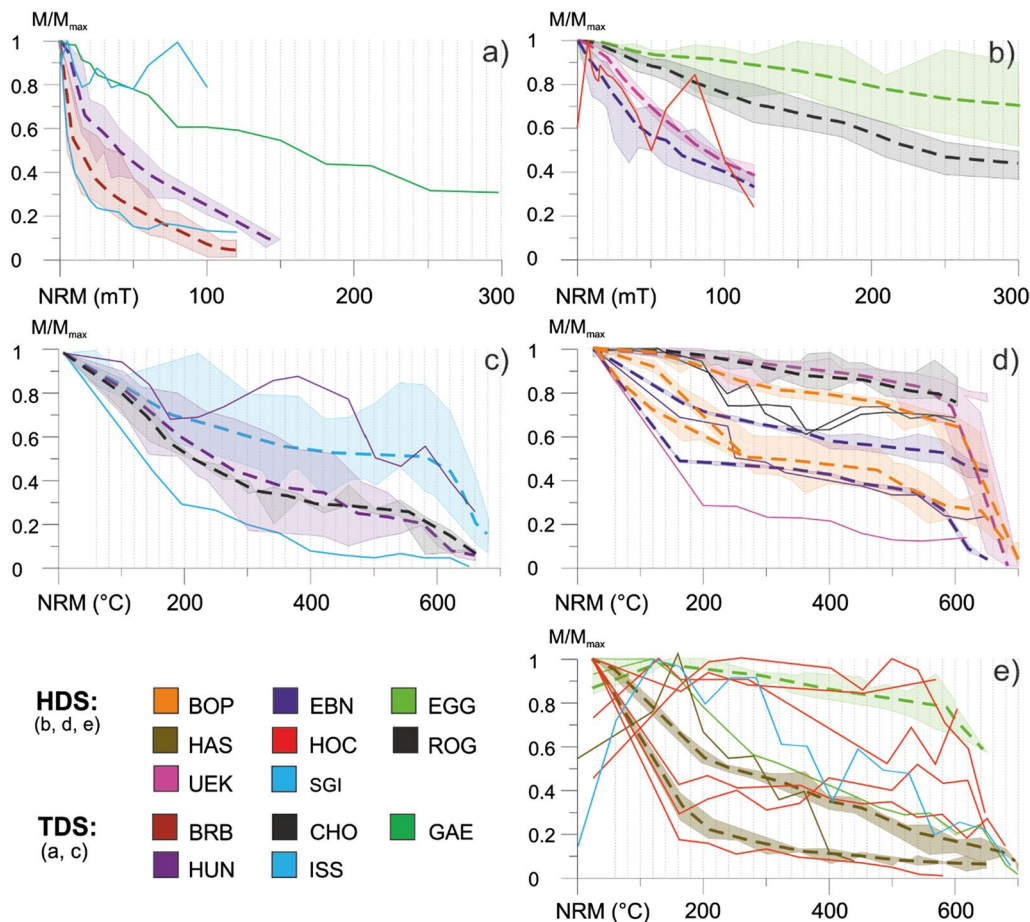 M/Mmax
a)
1
0.8
0.6
0.4
0.2
0
NRM (mT) 100 200 300
M/Mmax
b)
1
0.8
0.6
0.4
0.2
0
NRM (mT) 100 200 300
M/Mmax
c)
1
0.8
0.6
0.4
0.2
0
NRM (°C) 200 400 600
M/Mmax
d)
1
0.8
0.6
0.4
0.2
0
NRM (°C) 200 400 600
M/Mmax
e)
1
0.8
0.6
0.4
0.2
0
NRM (°C) 200 400 600
HDS:
(b, d, e)
BOP EBN EGG
HAS HOC ROG
UEK SGI
TDS:
(a, c)
BRB CHO GAE
HUN ISS